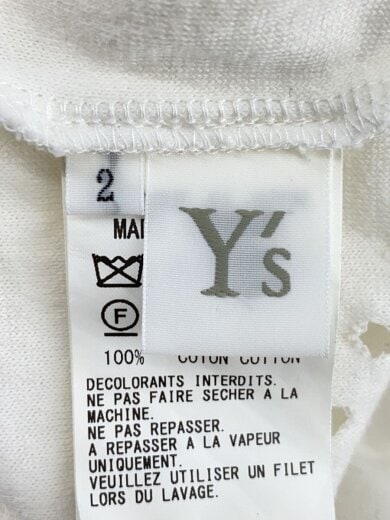 2
Y's
MA
F
100% COTON COTTON
DECOLORANTS INTERDITS.
NE PAS FAIRE SECHER A LA
MACHINE.
NE PAS REPASSER.
A REPASSER A LA VAPEUR
UNIQUEMENT.
VEUILLEZ UTILISER UN FILET
LORS DU LAVAGE.